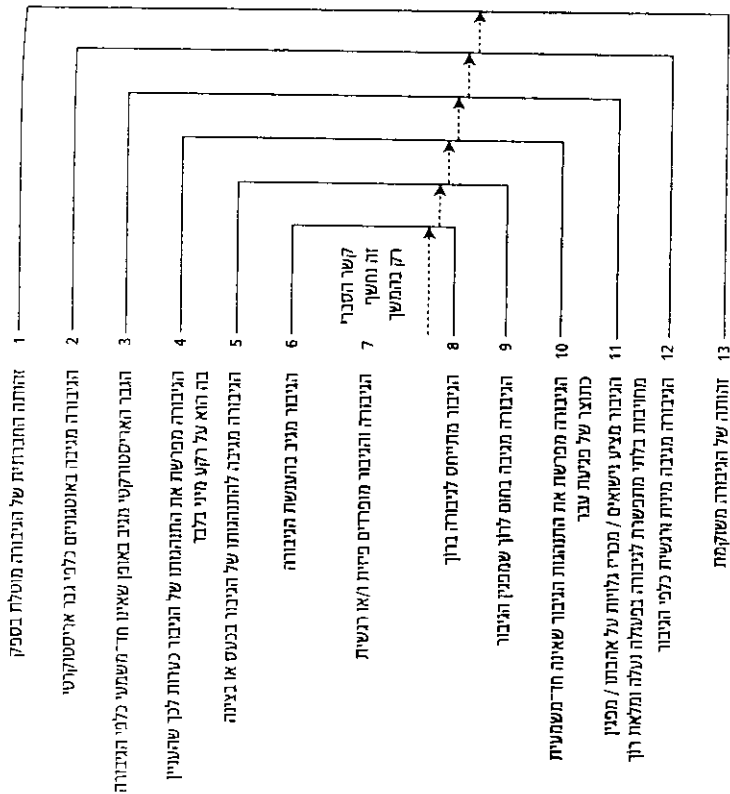 1 זהותה החברתית של הגיבורה מוטלת בספק
2 הגיבורה מגיבה באנטגוניזם כלפי גבר אריסטוקרטי
3 הגבר האריסטוקרטי מגיב באופן שאינו חד־משמעי כלפי הגיבורה
4 הגיבורה מפרשת את התנהגותו של הגיבור כעדות לכך שהעניין
בה הוא על רקע מיני בלבד
5 הגיבורה מגיבה להתנהגותו של הגיבור בכעס או בצינה
6 הגיבור מגיב בהענשת הגיבורה
7 הגיבורה והגיבור מופרדים פיזית ו/או רגשית
8 הגיבור מתייחס לגיבורה ברוך
9 הגיבורה מגיבה בחום לרוך שמפגין הגיבור
10 הגיבורה מפרשת את התנהגות הגיבור שאינה חד־משמעית
כתוצר של פגיעת עבר
11 הגיבור מציע נישואים / מכריז גלויות על אהבתו / מפגין
מחויבות בלתי מתפשרת לגיבורה בפעולה נעלה ומלאת רוך
12 הגיבורה מגיבה מינית ורגשית כלפי הגיבור
13 זהותה של הגיבורה משוקמת
קשר הסברי
זה נחשף
רק בהמשך